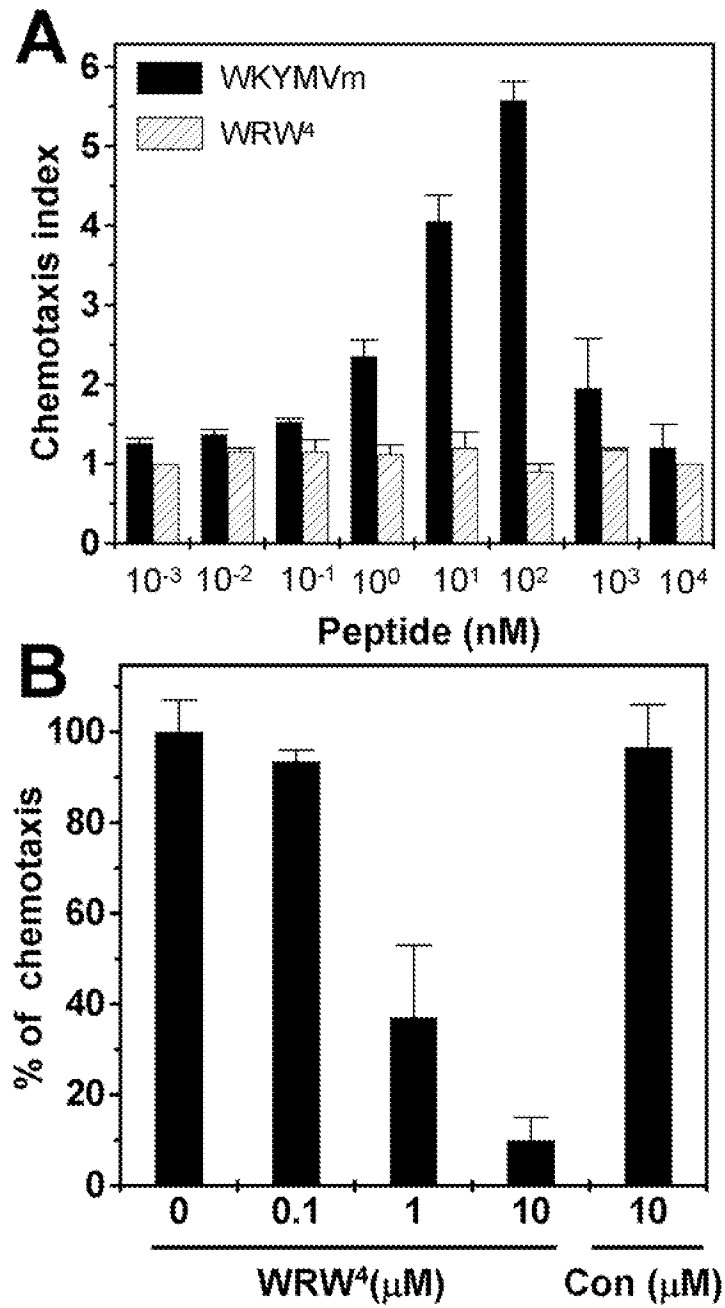 A
WKYMVm
WRW⁴
Chemotaxis index
6
5
4
3
2
1
0
10⁻³ 10⁻² 10⁻¹ 10⁰ 10¹ 10² 10³ 10⁴
Peptide (nM)
B
% of chemotaxis
100
80
60
40
20
0
0 0.1 1 10 10
WRW⁴(μM) Con (μM)